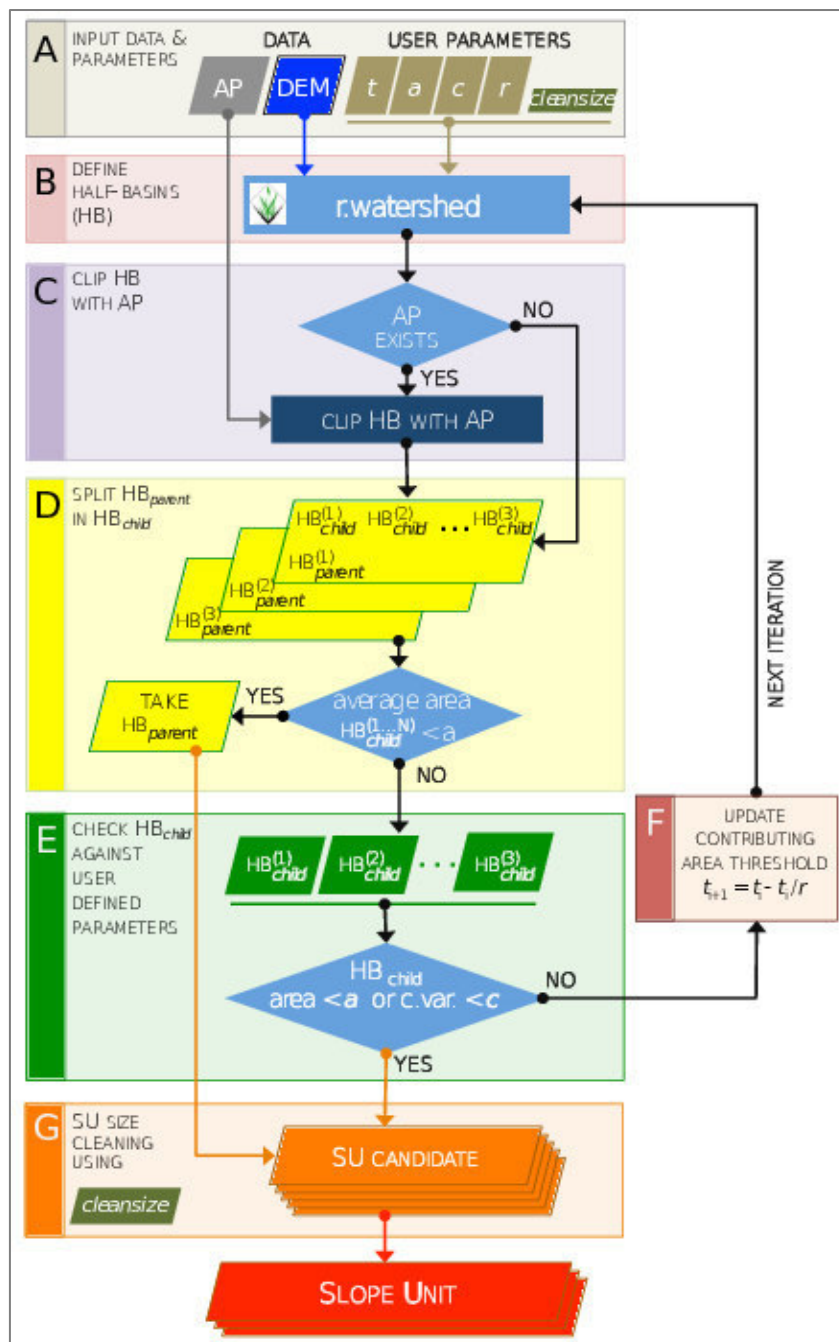 A
INPUT DATA &
PARAMETERS
DATA
USER PARAMETERS
AP
DEM
t
a
c
r
cleansize
B
DEFINE
HALF-BASINS
(HB)
r.watershed
C
CLIP HB
WITH AP
AP
EXISTS
NO
YES
CLIP HB WITH AP
D
SPLIT HBparent
IN HBchild
HB(1)child HB(2)child ... HB(3)child
HB(1)parent
HB(2)parent
HB(3)parent
TAKE
HBparent
YES
average area
HB(1...N)child < a
NO
NEXT ITERATION
E
CHECK HBchild
AGAINST
USER
DEFINED
PARAMETERS
HB(1)child
HB(2)child
...
HB(3)child
HB child
area < a or c.var. < c
NO
YES
F
UPDATE
CONTRIBUTING
AREA THRESHOLD
ti+1 = ti - ti/r
G
SU SIZE
CLEANING
USING
cleansize
SU CANDIDATE
SLOPE UNIT